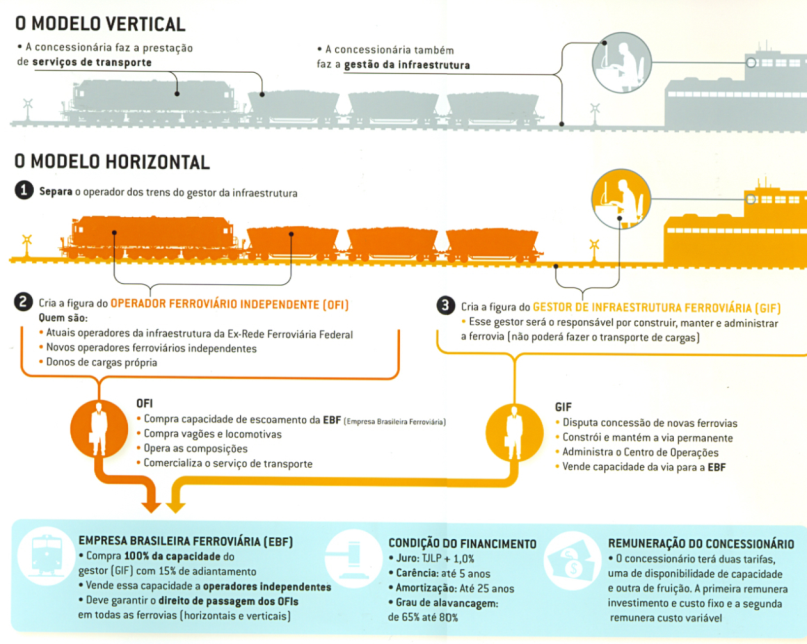 O MODELO VERTICAL
• A concessionária faz a prestação
de serviços de transporte
• A concessionária também
faz a gestão da infraestrutura
O MODELO HORIZONTAL
1 Separa o operador dos trens do gestor da infraestrutura
2 Cria a figura do OPERADOR FERROVIÁRIO INDEPENDENTE (OFI)
Quem são:
• Atuais operadores da infraestrutura da Ex-Rede Ferroviária Federal
• Novos operadores ferroviários independentes
• Donos de cargas própria
3 Cria a figura do GESTOR DE INFRAESTRUTURA FERROVIÁRIA (GIF)
• Esse gestor será o responsável por construir, manter e administrar
a ferrovia (não poderá fazer o transporte de cargas)
OFI
• Compra capacidade de escoamento da EBF (Empresa Brasileira Ferroviária)
• Compra vagões e locomotivas
• Opera as composições
• Comercializa o serviço de transporte
GIF
• Disputa concessão de novas ferrovias
• Constrói e mantém a via permanente
• Administra o Centro de Operações
• Vende capacidade da via para a EBF
EMPRESA BRASILEIRA FERROVIÁRIA (EBF)
• Compra 100% da capacidade do
gestor (GIF) com 15% de adiantamento
• Vende essa capacidade a operadores independentes
• Deve garantir o direito de passagem dos OFIs
em todas as ferrovias (horizontais e verticais)
CONDIÇÃO DO FINANCIMENTO
• Juro: TJLP + 1,0%
• Carência: até 5 anos
• Amortização: Até 25 anos
• Grau de alavancagem:
de 65% até 80%
REMUNERAÇÃO DO CONCESSIONÁRIO
• O concessionário terá duas tarifas,
uma de disponibilidade de capacidade
e outra de fruição. A primeira remunera
investimento e custo fixo e a segunda
remunera custo variável